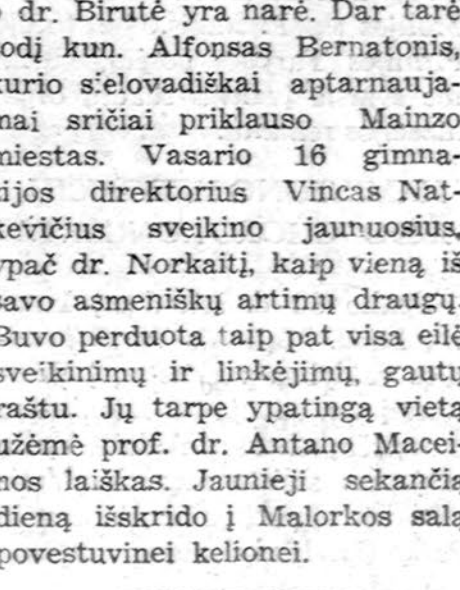 dr. Birutė yra narė. Dar tarė
odį kun. Alfonsas Bernatonis,
kurio sielovadiškai aptarnauja-
mai sričiai priklauso Mainzo
miestas. Vasario 16 gimna-
ijos direktorius Vincas Nat-
kevičius sveikino jaunuosius,
ypač dr. Norkaitį, kaip vieną iš
savo asmeniškų artimų draugų.
Buvo perduota taip pat visa eilė
sveikinimų ir linkėjimų, gautų
raštu. Jų tarpe ypatingą vietą
užėmė prof. dr. Antano Macei-
nos laiškas. Jaunieji sekančią
dieną išskrido į Malorkos salą
povestuvinei kelionei.